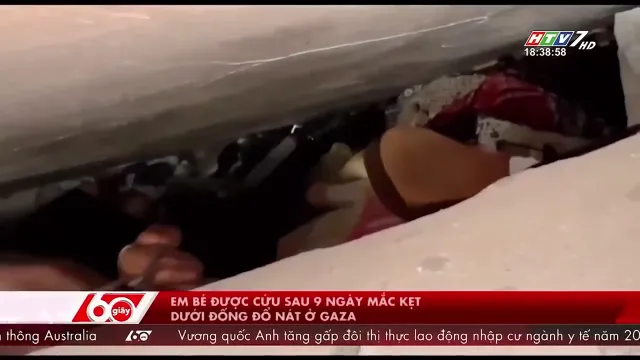 HTV7 HD
18:38:58
60 giây
EM BÉ ĐƯỢC CỨU SAU 9 NGÀY MẮC KẸT
DƯỚI ĐỐNG ĐỔ NÁT Ở GAZA
n thông Australia 60 Vương quốc Anh tăng gấp đôi thị thực lao động nhập cư ngành y tế năm 20